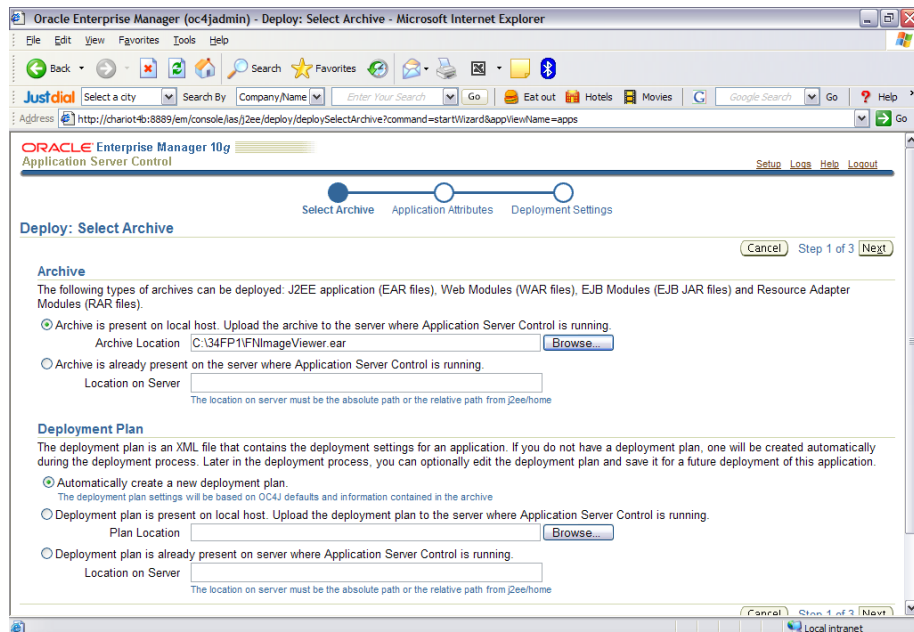 Oracle Enterprise Manager (oc4jadmin) - Deploy: Select Archive - Microsoft Internet Explorer
File Edit View Favorites Tools Help
Back Search Favorites
Justdial Select a city Search By Company/Name Enter Your Search Go Eat out Hotels Movies G Google Search Go ? Help »
Address http://chariot4b:8889/em/console/ias/j2ee/deploy/deploySelectArchive?command=startWizard&appViewName=apps Go
ORACLE Enterprise Manager 10g
Application Server Control
Setup Logs Help Logout
Select Archive Application Attributes Deployment Settings
Deploy: Select Archive
Cancel Step 1 of 3 Next
Archive
The following types of archives can be deployed: J2EE application (EAR files), Web Modules (WAR files), EJB Modules (EJB JAR files) and Resource Adapter
Modules (RAR files).
Archive is present on local host. Upload the archive to the server where Application Server Control is running.
Archive Location C:\34FP1\FNImageViewer.ear Browse...
Archive is already present on the server where Application Server Control is running.
Location on Server
The location on server must be the absolute path or the relative path from j2ee/home
Deployment Plan
The deployment plan is an XML file that contains the deployment settings for an application. If you do not have a deployment plan, one will be created automatically
during the deployment process. Later in the deployment process, you can optionally edit the deployment plan and save it for a future deployment of this application.
Automatically create a new deployment plan.
The deployment plan settings will be based on OC4J defaults and information contained in the archive
Deployment plan is present on local host. Upload the deployment plan to the server where Application Server Control is running.
Plan Location Browse...
Deployment plan is already present on server where Application Server Control is running.
Location on Server
The location on server must be the absolute path or the relative path from j2ee/home
Cancel Step 1 of 3 Next
Local intranet